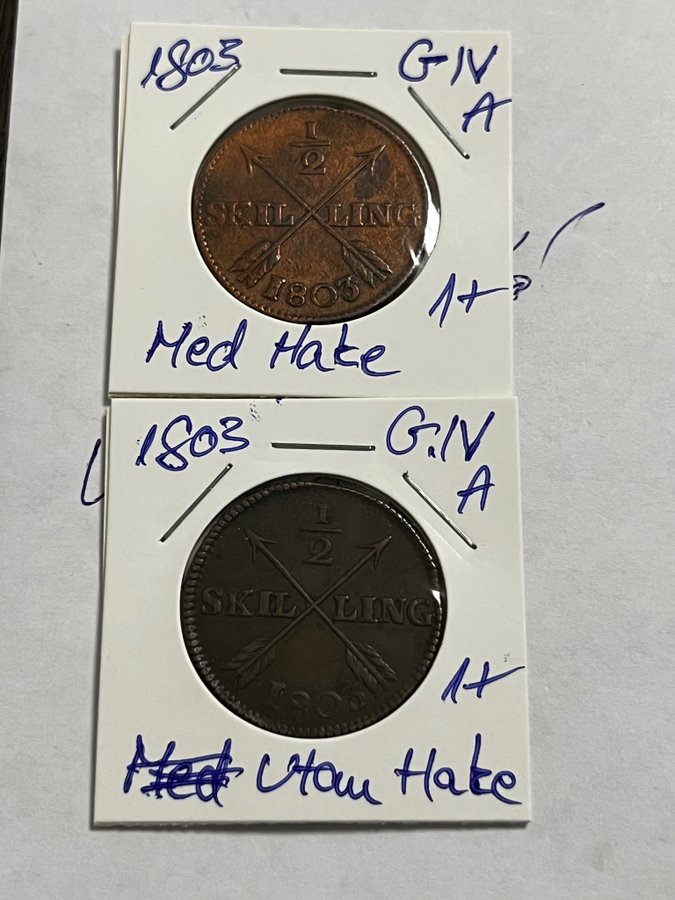 1803 G IV
A
1
2
SKIL LING
1803
1+?
Med Hake
1803 G.IV
A
1
2
SKIL LING
1803
1+
Med Utan Hake